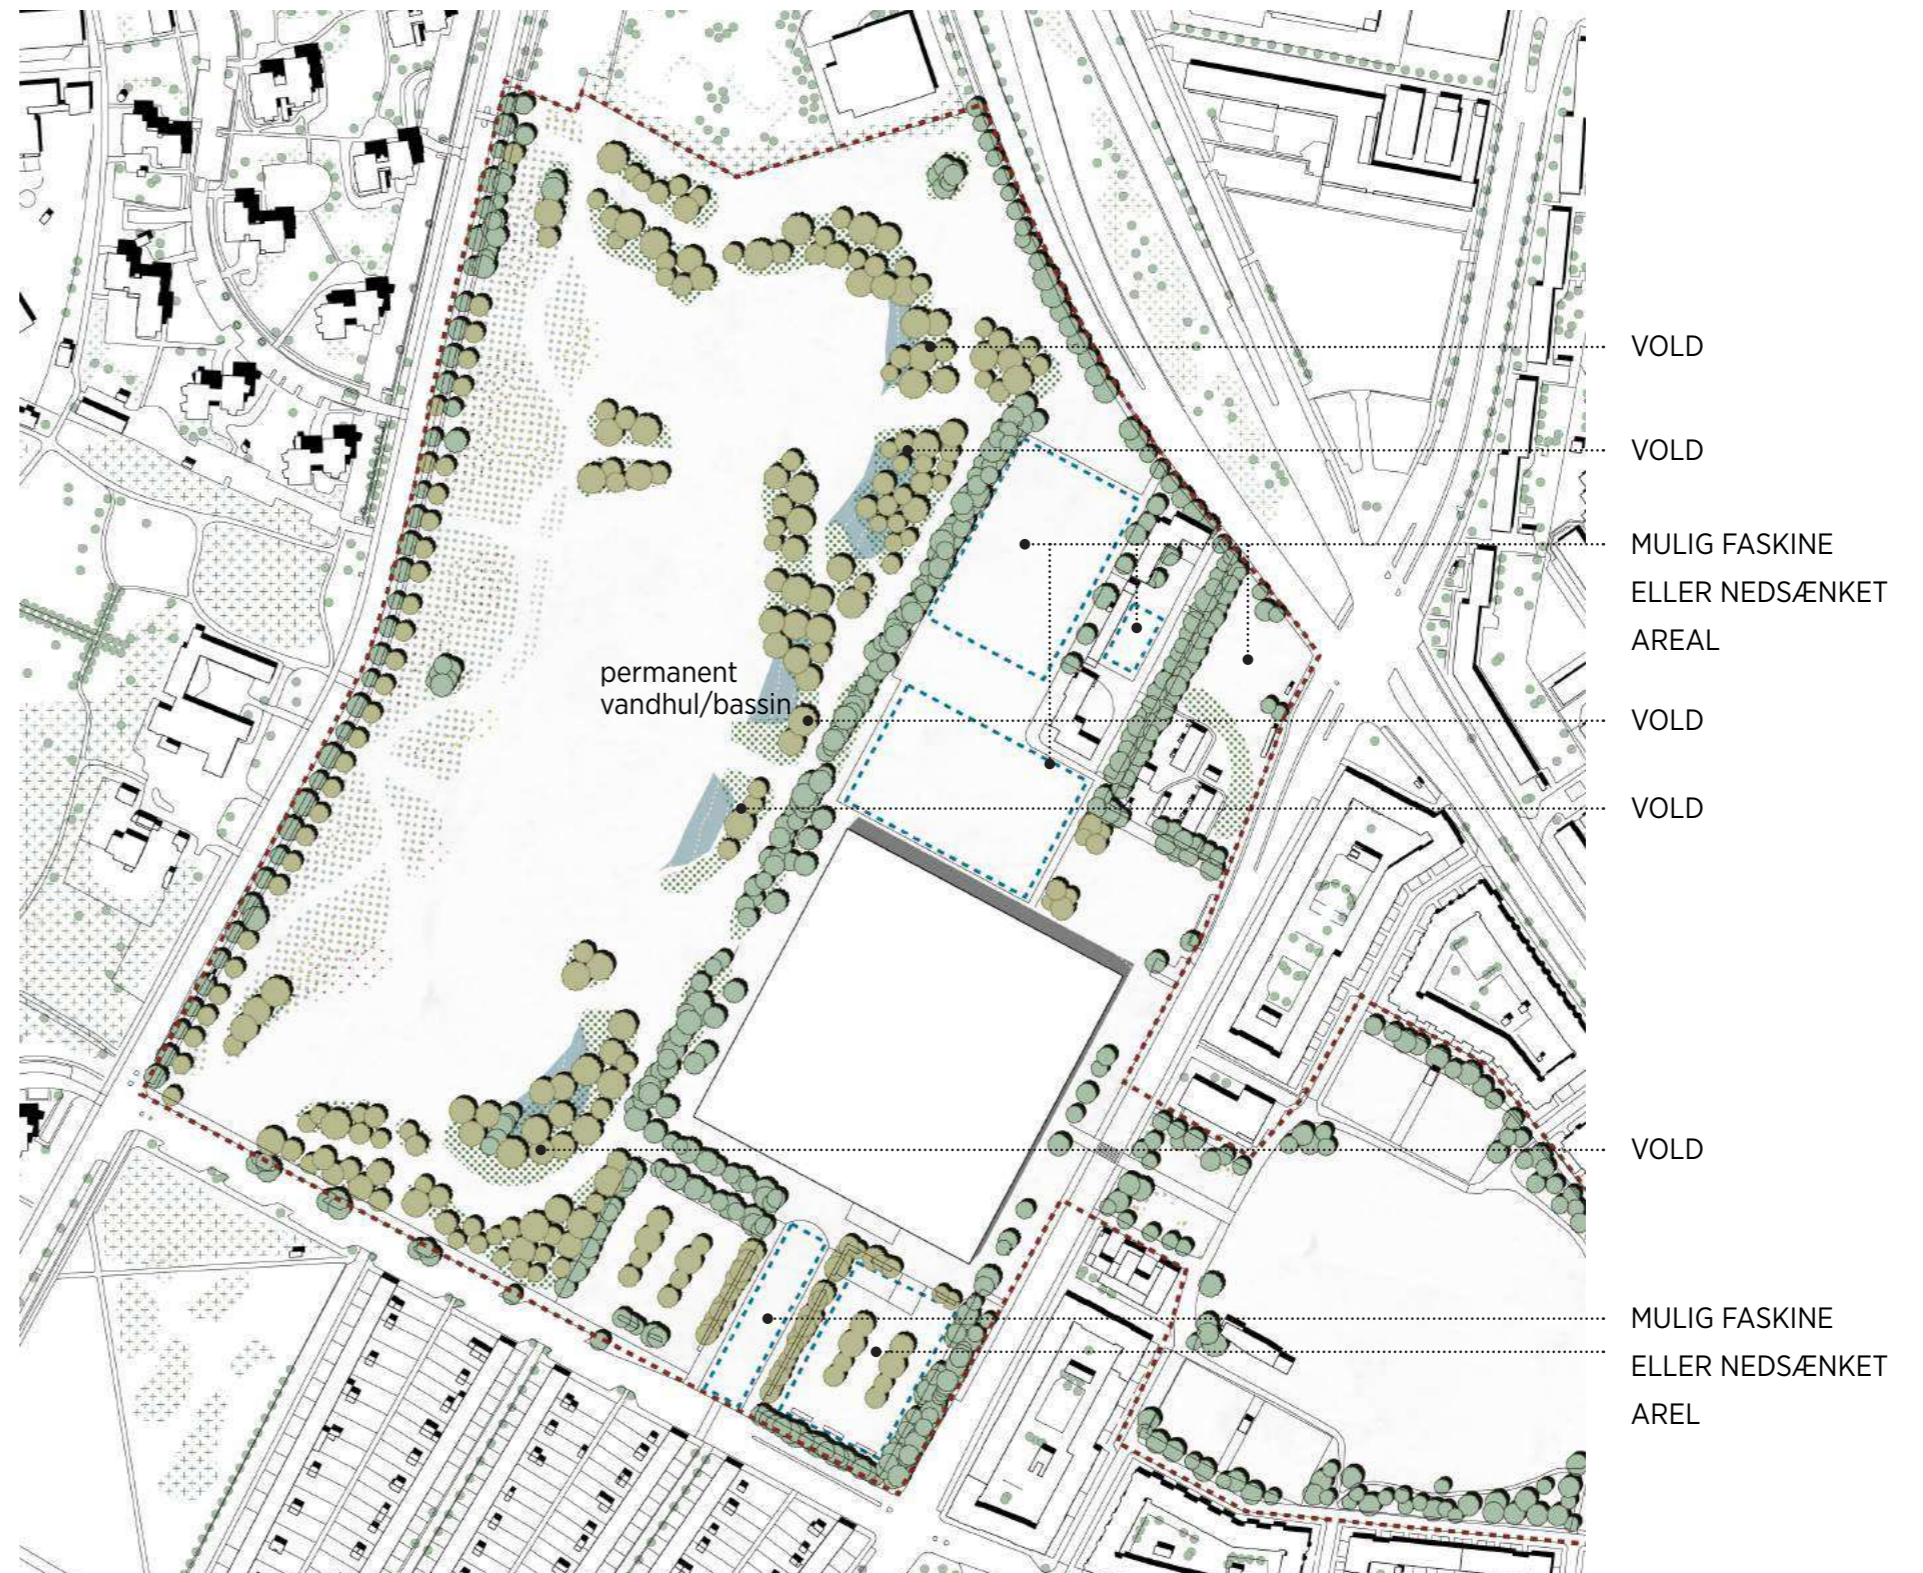 VOLD
VOLD
MULIG FASKINE
ELLER NEDSÆNKET
AREAL
permanent
vandhul/bassin
VOLD
VOLD
VOLD
MULIG FASKINE
ELLER NEDSÆNKET
AREL